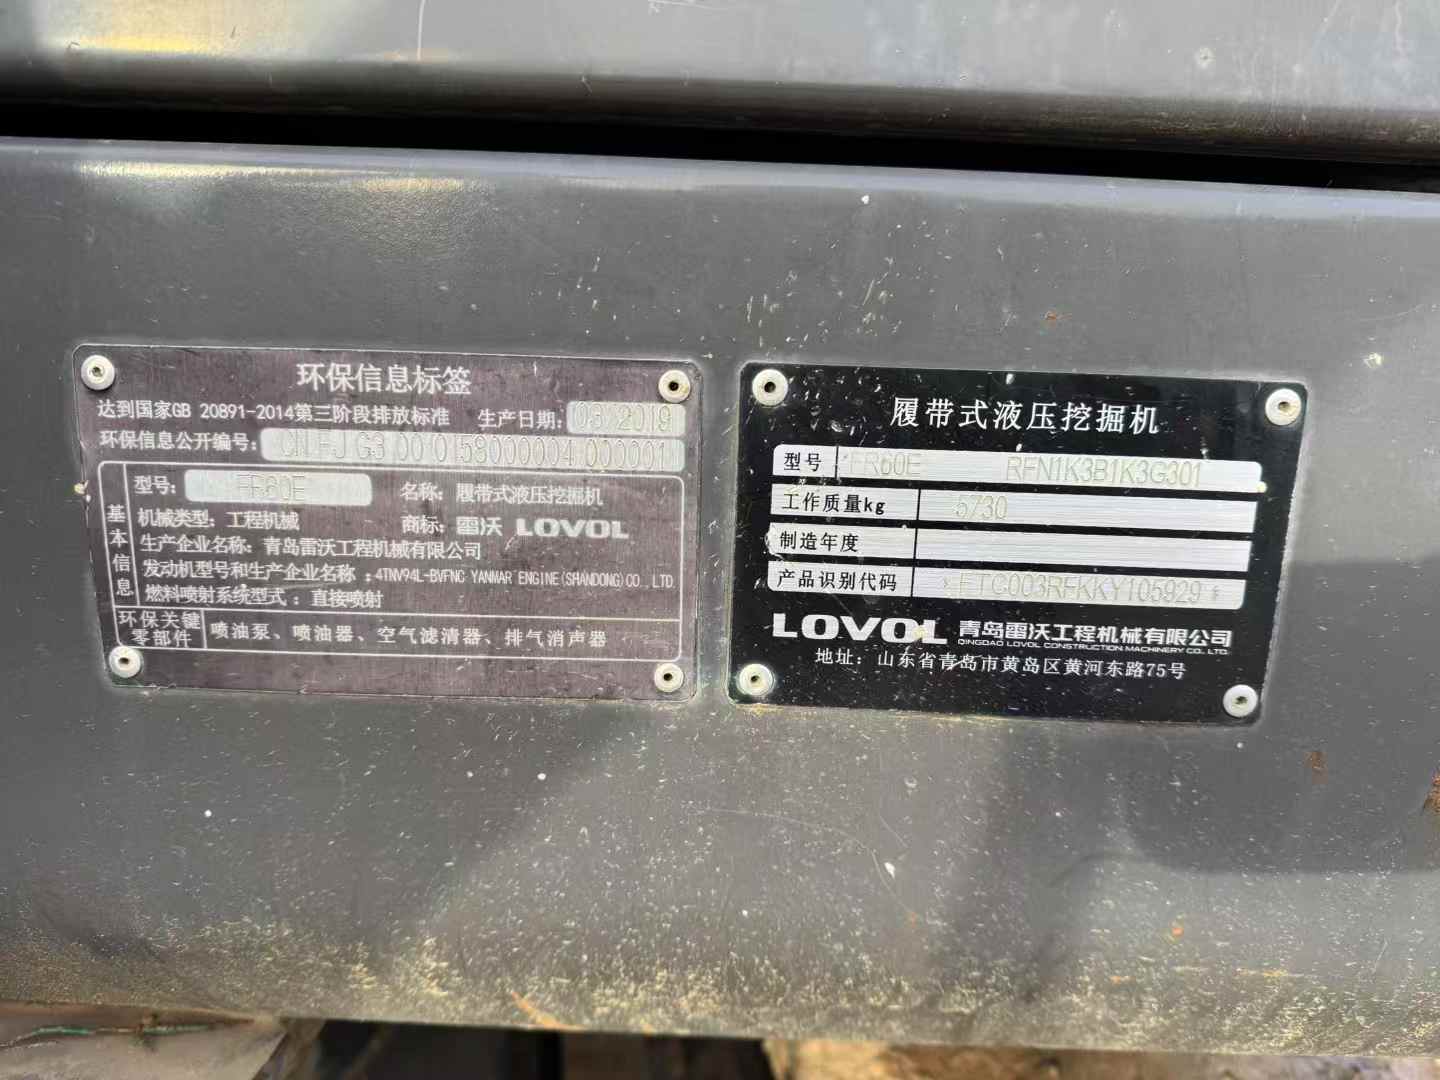 环保信息标签
达到国家GB 20891-2014第三阶段排放标准 生产日期: 03/2019
环保信息公开编号: CN FJ G3 00 0158000004 000001
基本信息
型号: FR60E 名称: 履带式液压挖掘机
机械类型: 工程机械 商标: 雷沃 LOVOL
生产企业名称: 青岛雷沃工程机械有限公司
发动机型号和生产企业名称: 4TNV94L-BVFNC YANMAR ENGINE(SHANDONG)CO.,LTD
燃料喷射系统型式: 直接喷射
环保关键零部件 喷油泵、喷油器、空气滤清器、排气消声器
履带式液压挖掘机
型号 FR60E RFN1K3B1K3G301
工作质量kg 5730
制造年度
产品识别代码 *FTG003RFKKY105929*
LOVOL 青岛雷沃工程机械有限公司
QINGDAO LOVOL CONSTRUCTION MACHINERY CO., LTD.
地址: 山东省青岛市黄岛区黄河东路75号